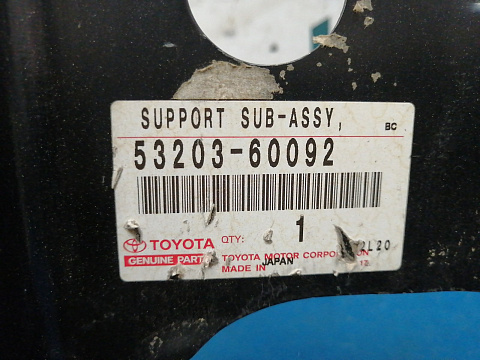 SUPPORT SUB-ASSY,
BC
53203-60092
TOYOTA QTY: 1
GENUINE PARTS TOYOTA MOTOR CORPORATION
MADE IN JAPAN